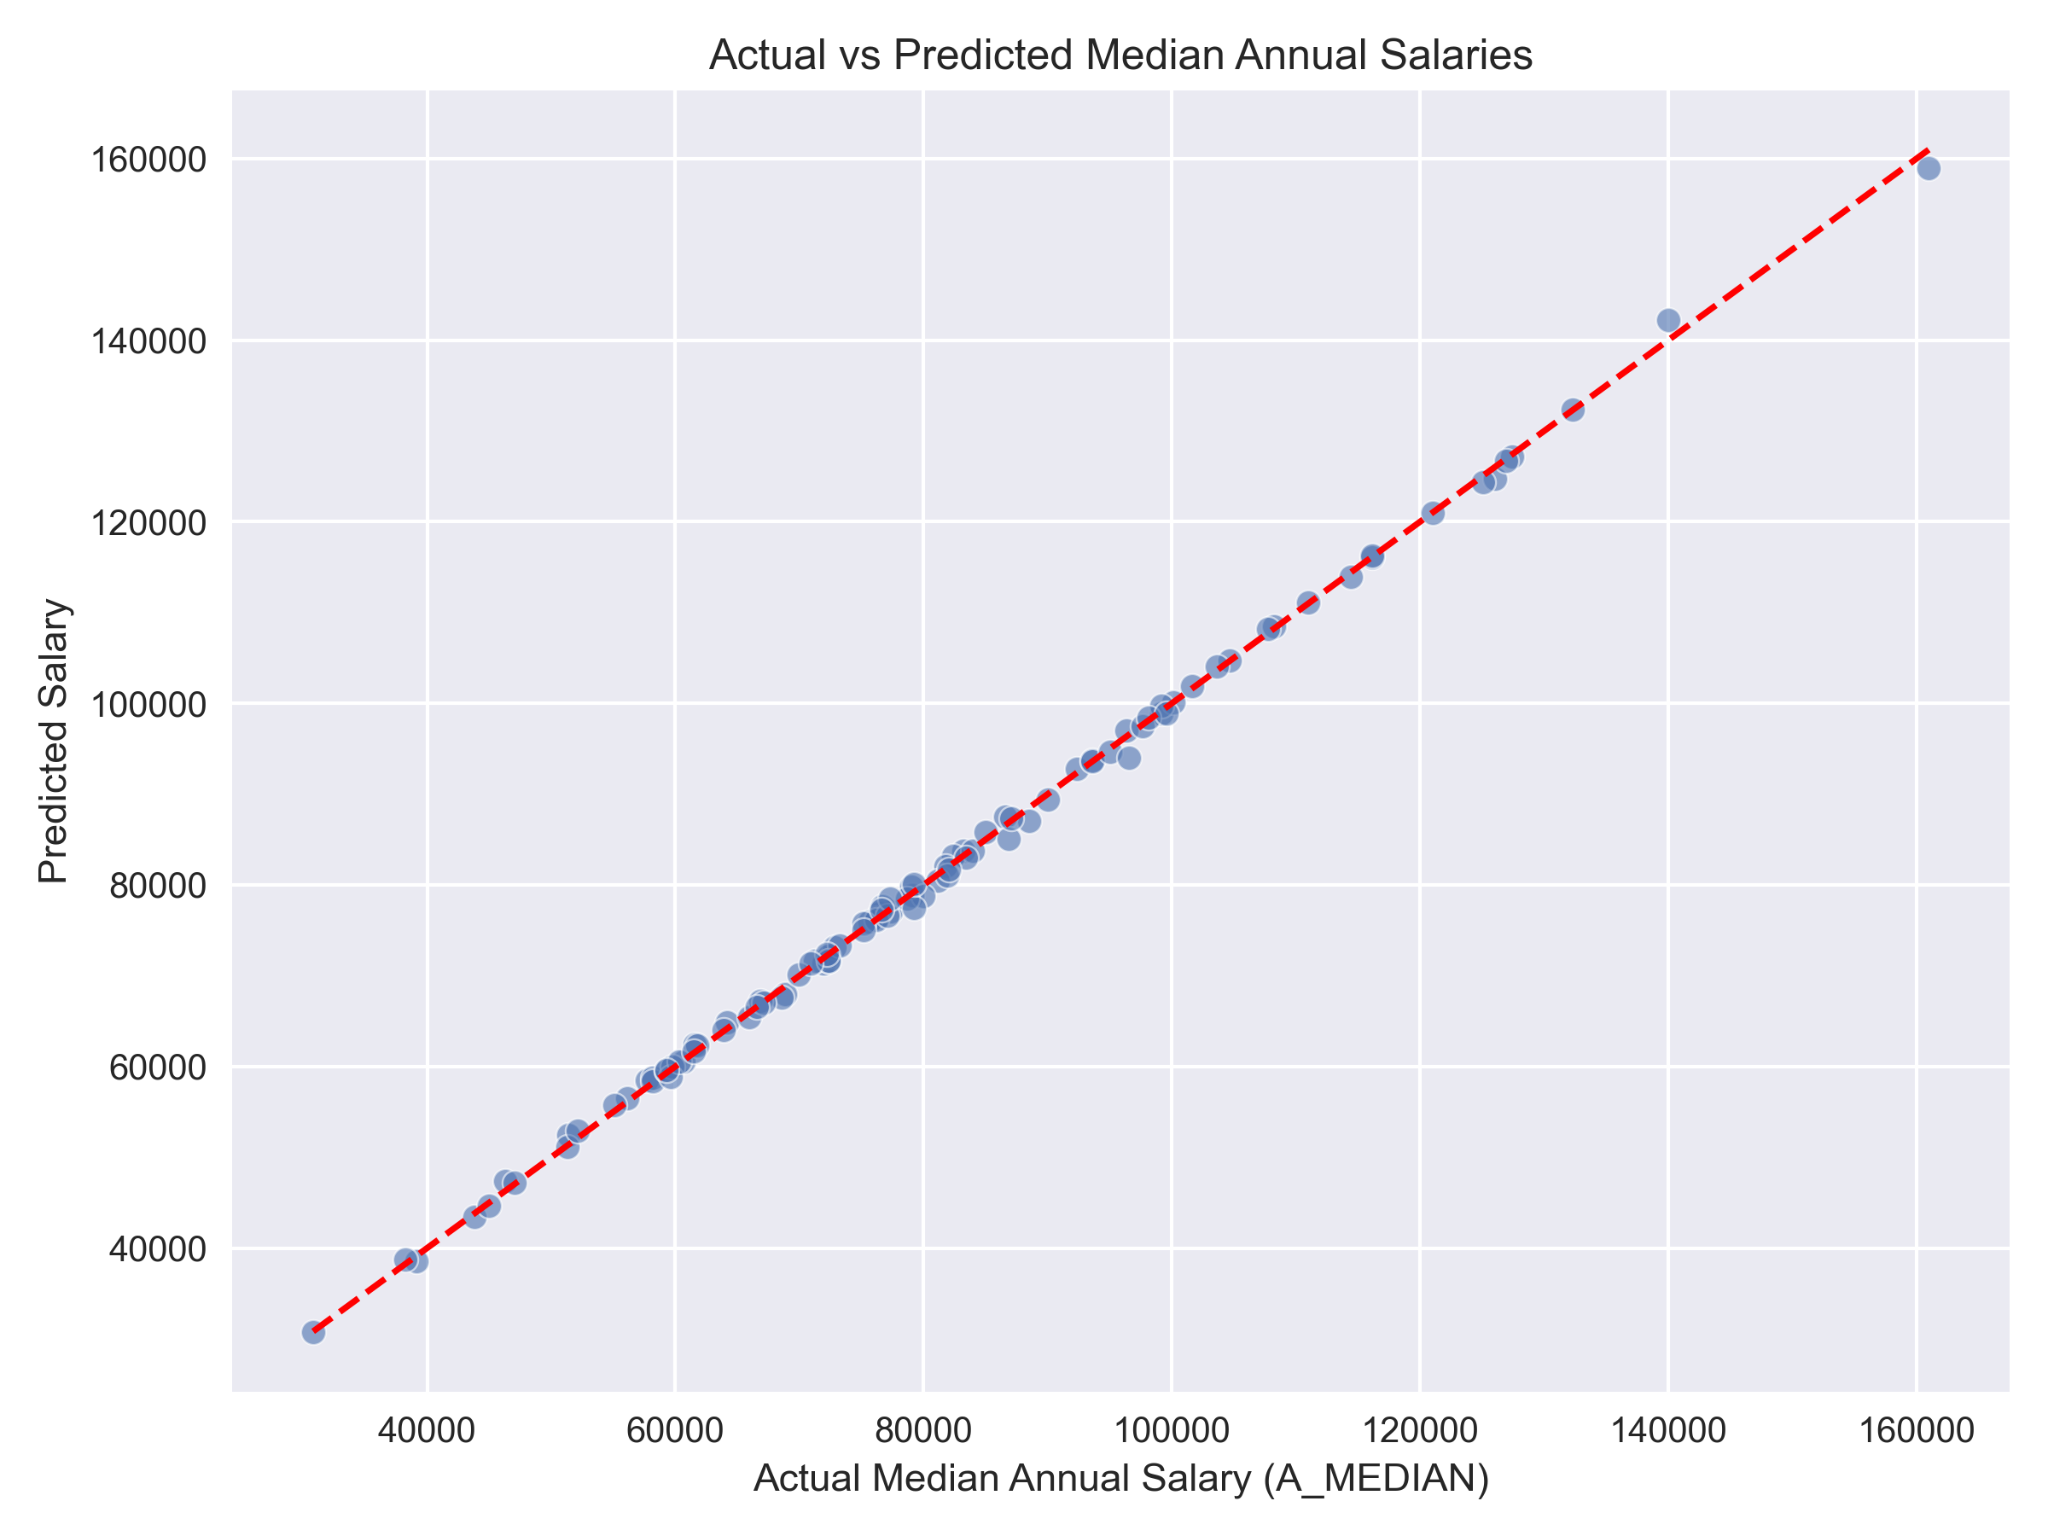 Actual vs Predicted Median Annual Salaries
160000
140000
120000
100000
80000
60000
40000
Predicted Salary
40000 60000 80000 100000 120000 140000 160000
Actual Median Annual Salary (A_MEDIAN)